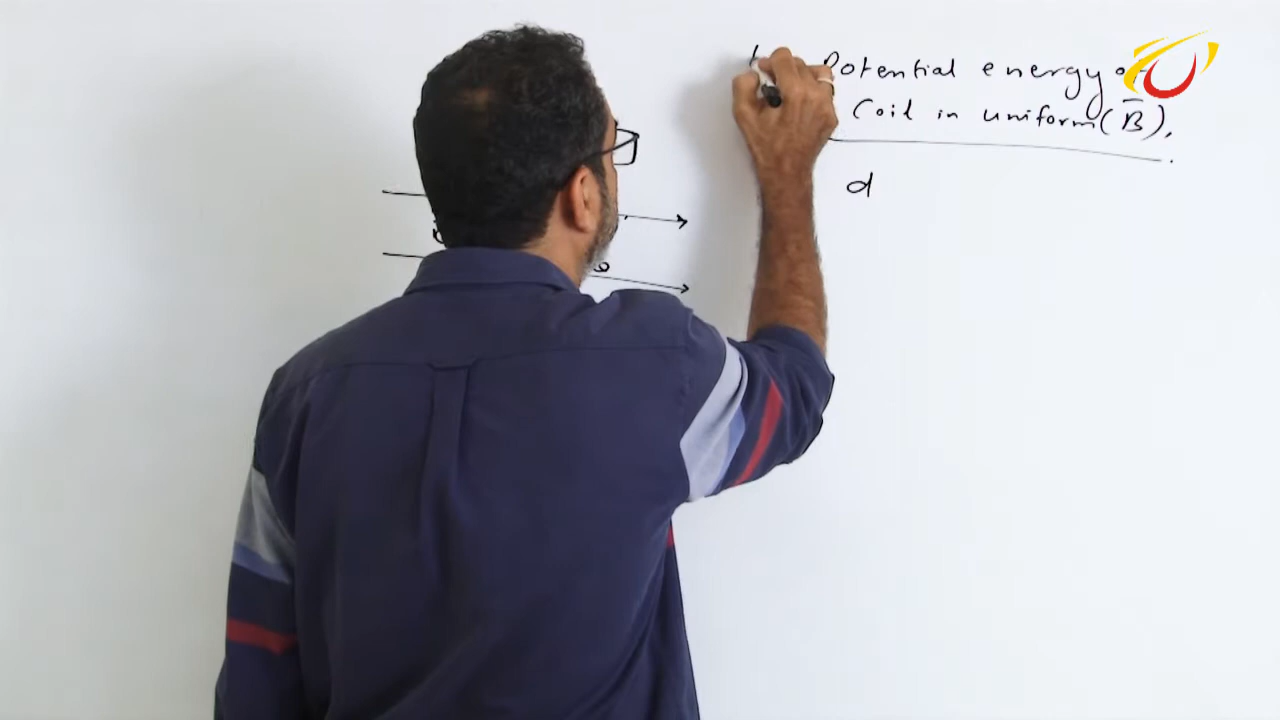 Potential energy of
Coil in uniform (B̅).
d